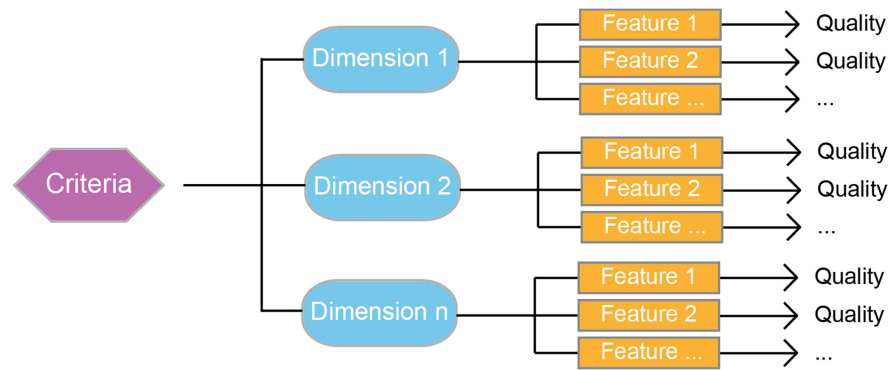 Criteria
Dimension 1
Feature 1
Quality
Feature 2
Quality
Feature ...
...
Dimension 2
Feature 1
Quality
Feature 2
Quality
Feature ...
...
Dimension n
Feature 1
Quality
Feature 2
Quality
Feature ...
...